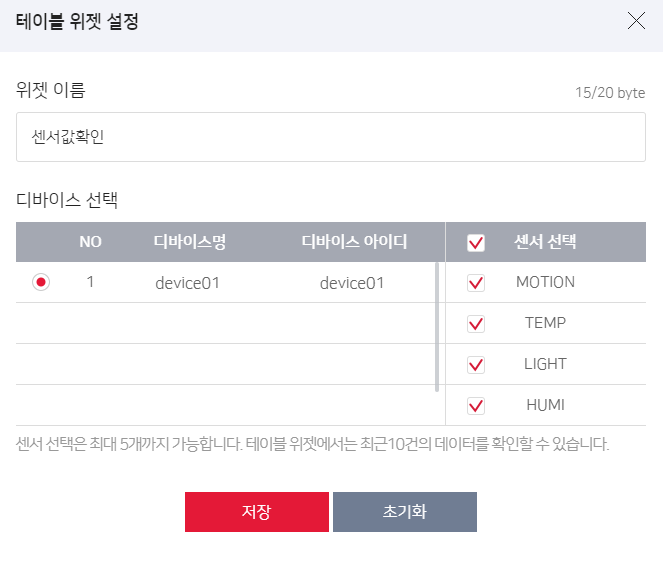 테이블 위젯 설정
위젯 이름 15/20 byte
센서값확인
디바이스 선택
NO 디바이스명 디바이스 아이디 센서 선택
1 device01 device01 MOTION
TEMP
LIGHT
HUMI
센서 선택은 최대 5개까지 가능합니다. 테이블 위젯에서는 최근10건의 데이터를 확인할 수 있습니다.
저장 초기화